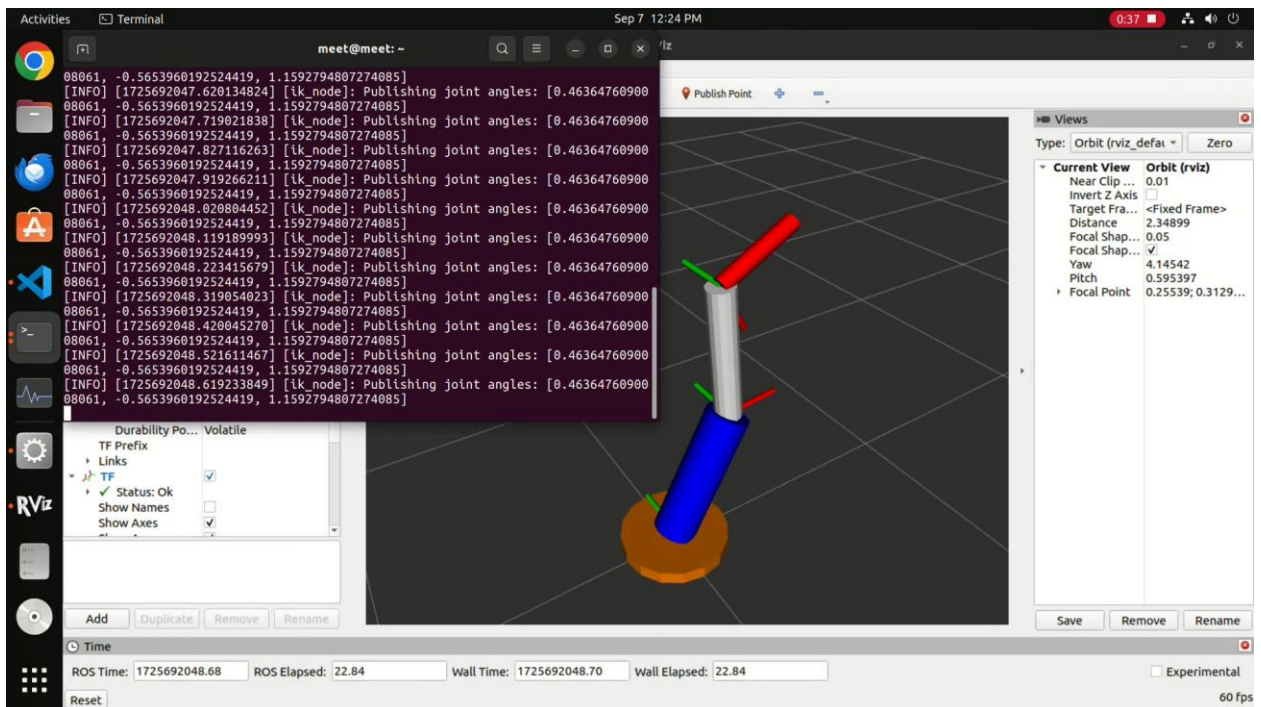 Activities
Terminal
Sep 7 12:24 PM
0:37
meet@meet: ~
08061, -0.5653960192524419, 1.1592794807274085]
[INFO] [1725692047.620134824] [ik_node]: Publishing joint angles: [0.46364760900
08061, -0.5653960192524419, 1.1592794807274085]
[INFO] [1725692047.719021838] [ik_node]: Publishing joint angles: [0.46364760900
08061, -0.5653960192524419, 1.1592794807274085]
[INFO] [1725692047.827116263] [ik_node]: Publishing joint angles: [0.46364760900
08061, -0.5653960192524419, 1.1592794807274085]
[INFO] [1725692047.919266211] [ik_node]: Publishing joint angles: [0.46364760900
08061, -0.5653960192524419, 1.1592794807274085]
[INFO] [1725692048.020804452] [ik_node]: Publishing joint angles: [0.46364760900
08061, -0.5653960192524419, 1.1592794807274085]
[INFO] [1725692048.119189993] [ik_node]: Publishing joint angles: [0.46364760900
08061, -0.5653960192524419, 1.1592794807274085]
[INFO] [1725692048.223415679] [ik_node]: Publishing joint angles: [0.46364760900
08061, -0.5653960192524419, 1.1592794807274085]
[INFO] [1725692048.319054023] [ik_node]: Publishing joint angles: [0.46364760900
08061, -0.5653960192524419, 1.1592794807274085]
[INFO] [1725692048.420045270] [ik_node]: Publishing joint angles: [0.46364760900
08061, -0.5653960192524419, 1.1592794807274085]
[INFO] [1725692048.521611467] [ik_node]: Publishing joint angles: [0.46364760900
08061, -0.5653960192524419, 1.1592794807274085]
[INFO] [1725692048.619233849] [ik_node]: Publishing joint angles: [0.46364760900
08061, -0.5653960192524419, 1.1592794807274085]
Publish Point
Views
Type: Orbit (rviz_defau Zero
Current View Orbit (rviz)
Near Clip ... 0.01
Invert Z Axis
Target Fra... <Fixed Frame>
Distance 2.34899
Focal Shap... 0.05
Focal Shap...
Yaw 4.14542
Pitch 0.595397
Focal Point 0.25539; 0.3129...
Durability Po... Volatile
TF Prefix
Links
TF
Status: Ok
Show Names
Show Axes
RViz
Add Duplicate Remove Rename
Save Remove Rename
Time
ROS Time: 1725692048.68 ROS Elapsed: 22.84 Wall Time: 1725692048.70 Wall Elapsed: 22.84 Experimental
Reset
60 fps